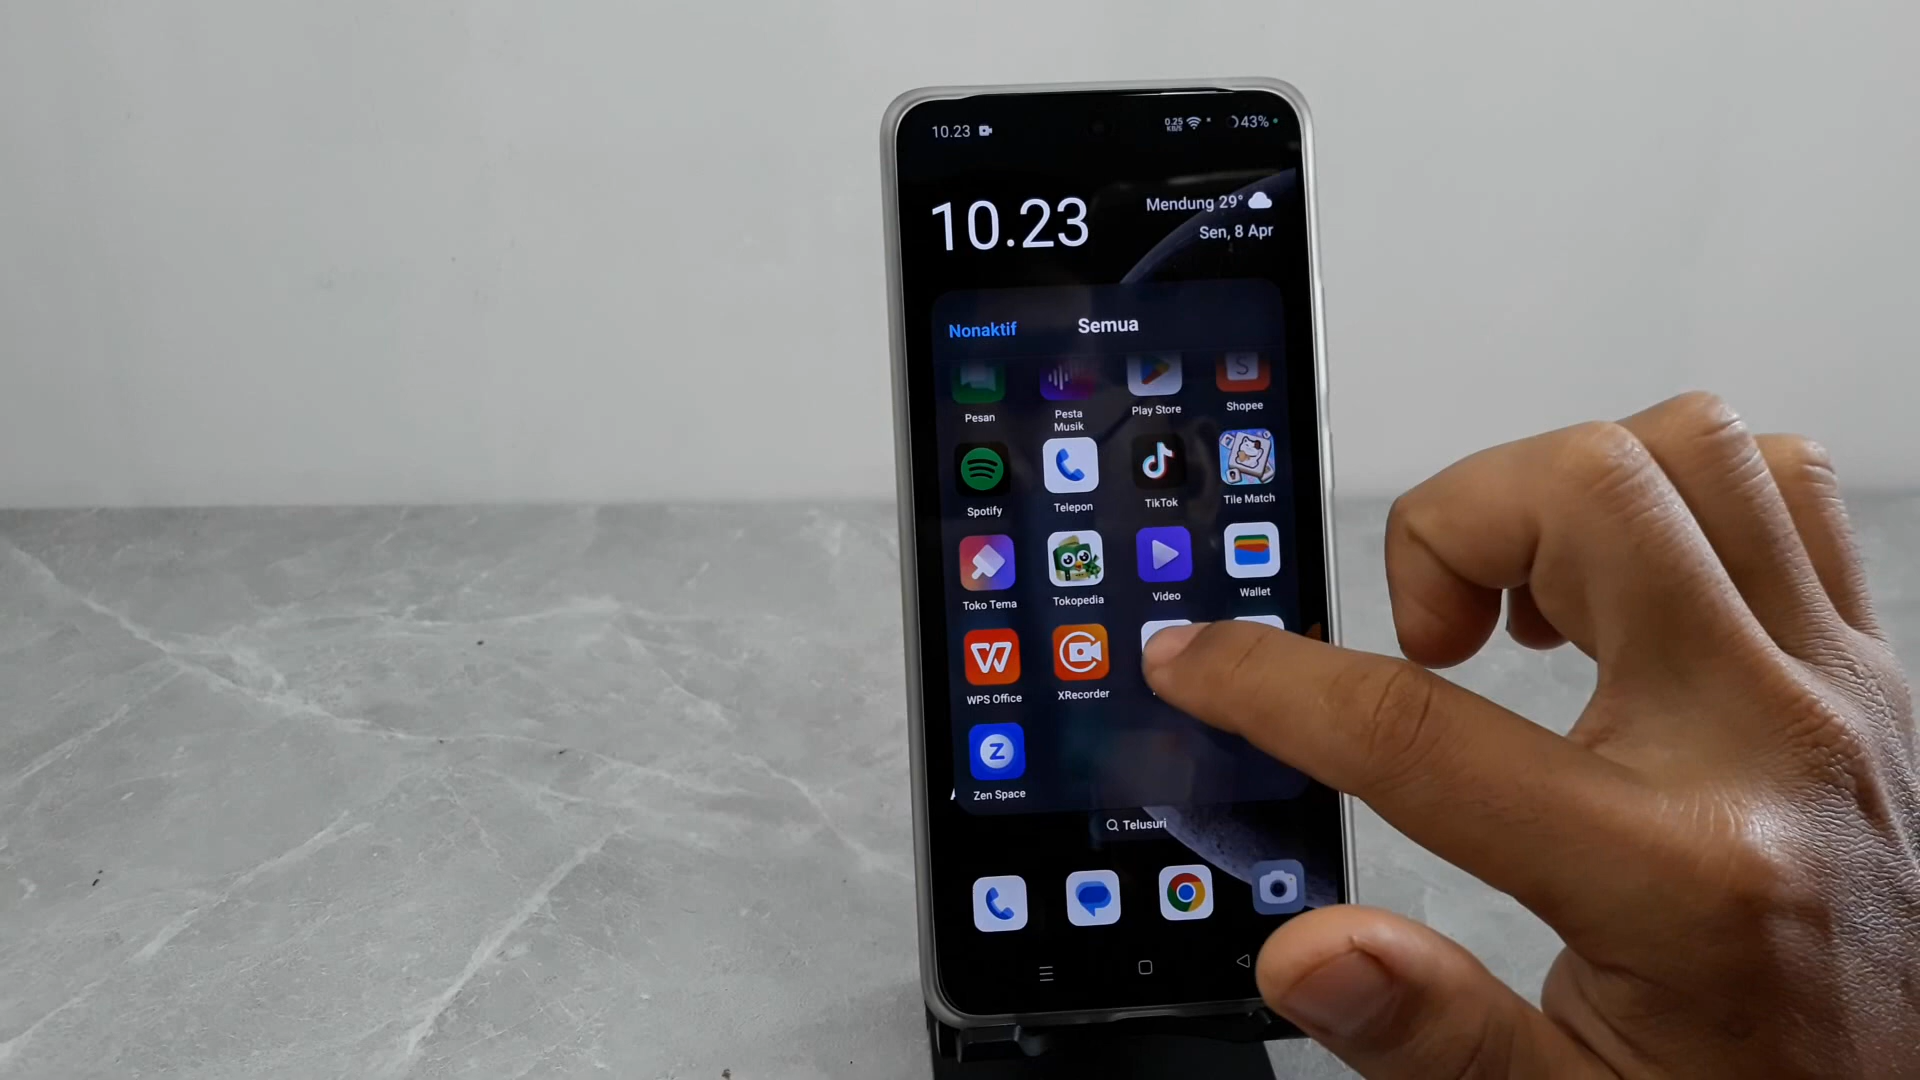 10.23
0.25
KB/S
43%
10.23
Mendung 29°
Sen, 8 Apr
Nonaktif
Semua
Pesan
Pesta
Musik
Play Store
Shopee
Spotify
Telepon
TikTok
Tile Match
Toko Tema
Tokopedia
Video
Wallet
WPS Office
XRecorder
Zen Space
Telusuri